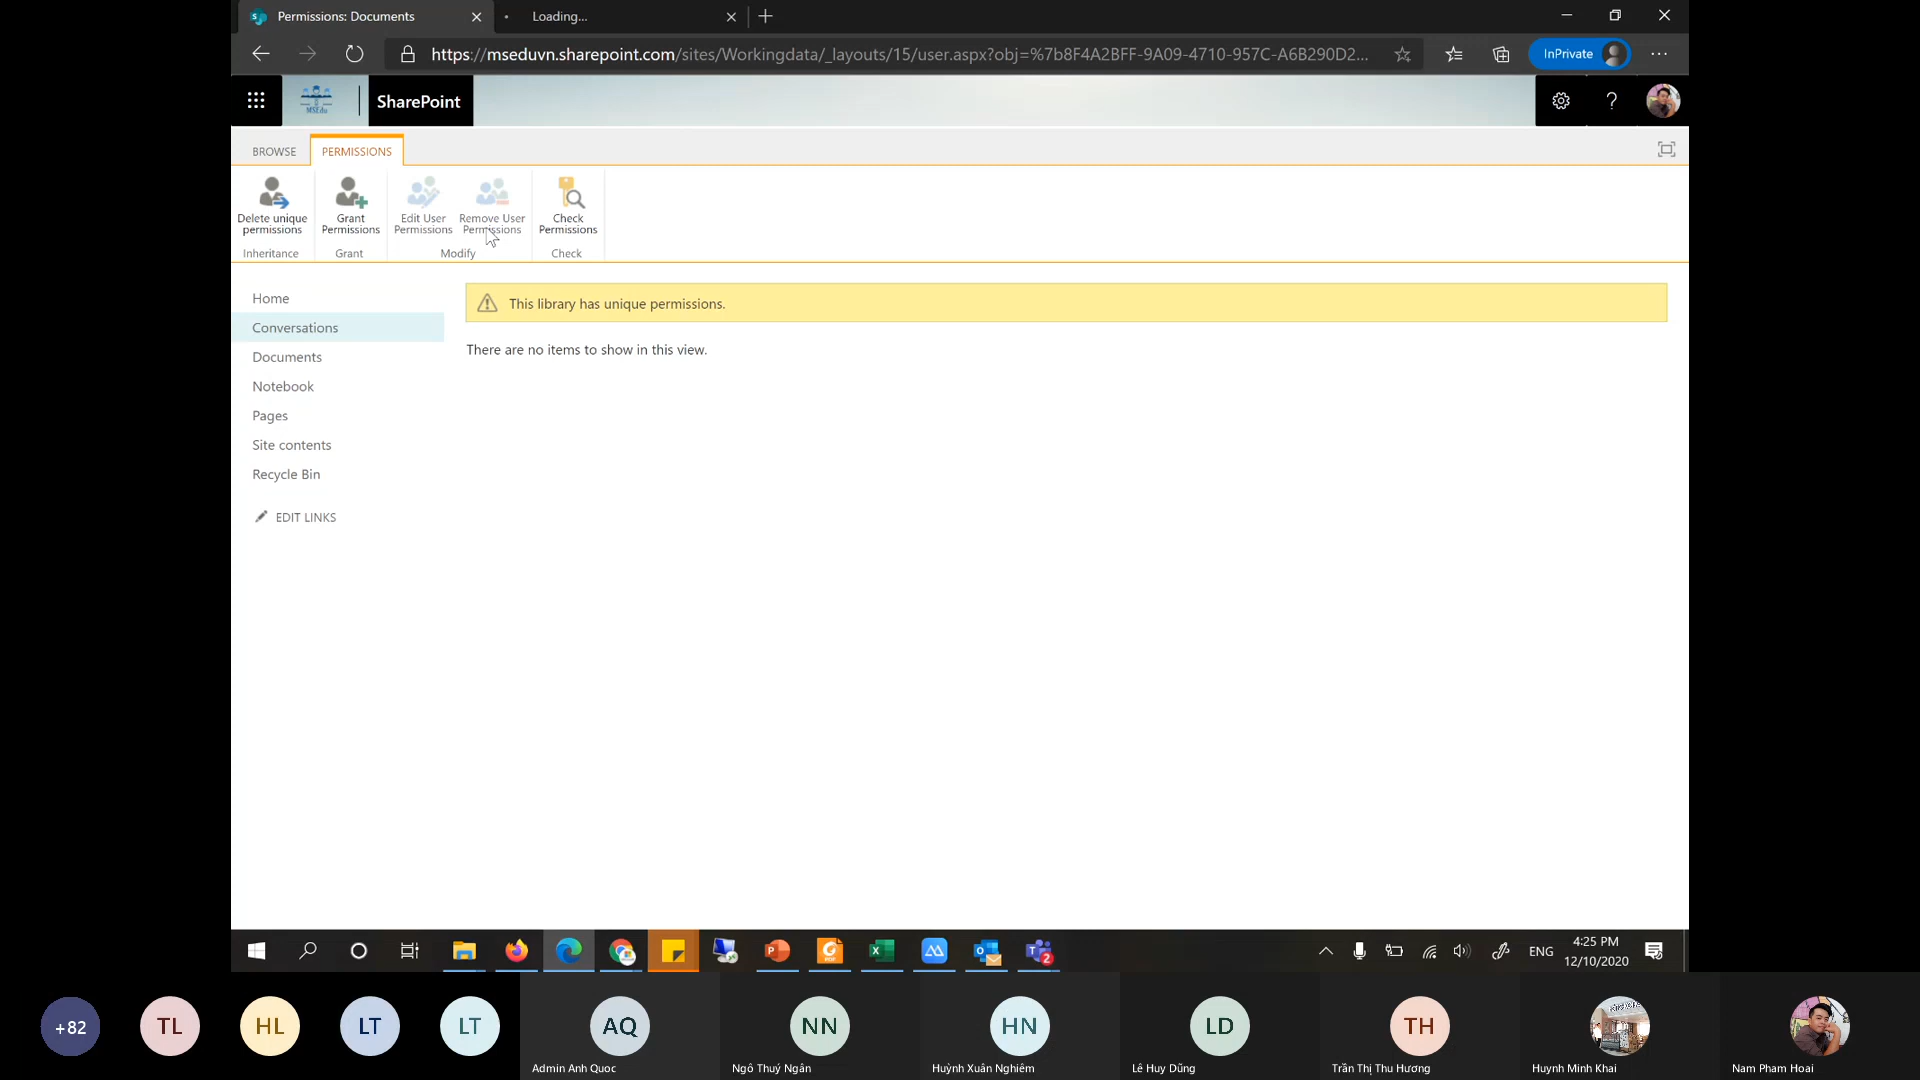 Permissions: Documents
Loading...
https://mseduvn.sharepoint.com/sites/Workingdata/_layouts/15/user.aspx?obj=%7b8F4A2BFF-9A09-4710-957C-A6B290D2...
InPrivate
MSEdu
SharePoint
BROWSE
PERMISSIONS
Delete unique
permissions
Grant
Permissions
Edit User
Permissions
Remove User
Permissions
Check
Permissions
Inheritance
Grant
Modify
Check
Home
Conversations
Documents
Notebook
Pages
Site contents
Recycle Bin
EDIT LINKS
This library has unique permissions.
There are no items to show in this view.
ENG
4:25 PM
12/10/2020
+82
TL
HL
LT
LT
AQ
NN
HN
LD
TH
Admin Anh Quoc
Ngô Thuý Ngân
Huỳnh Xuân Nghiêm
Lê Huy Dũng
Trần Thị Thu Hương
Huynh Minh Khai
Nam Pham Hoai